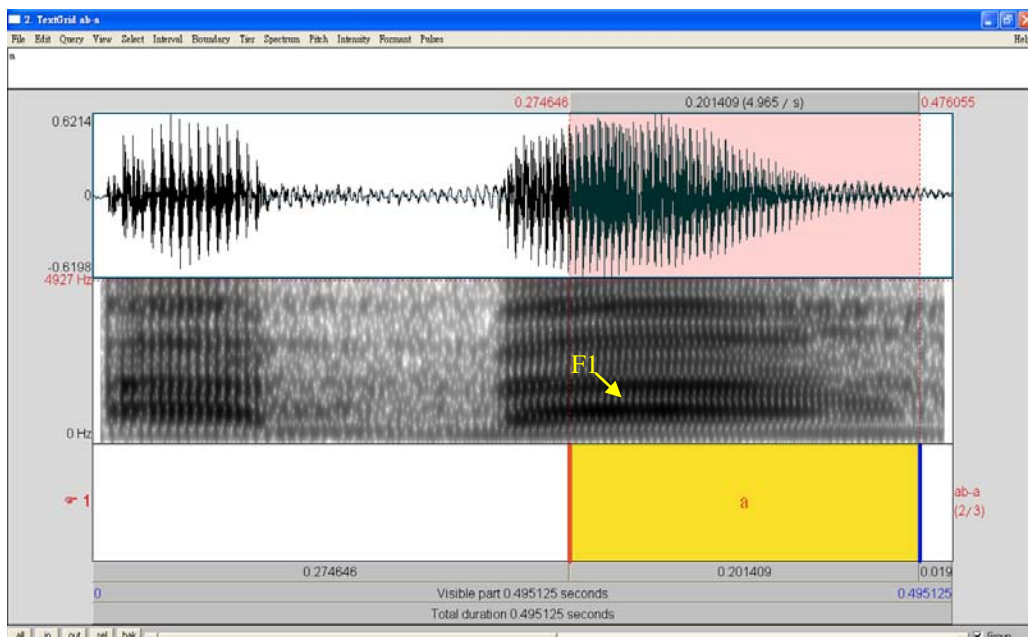 2. TextGrid ab-a
File Edit Query View Select Interval Boundary Tier Spectrum Pitch Intensity Formant Pulses Help
a
0.274646 0.201409 (4.965 / s) 0.476055
0.6214
0
-0.6198
4927 Hz
F1
0 Hz
1 a ab-a
(2/3)
0.274646 0.201409 0.019
0 Visible part 0.495125 seconds 0.495125
Total duration 0.495125 seconds
all in out sel bak Group